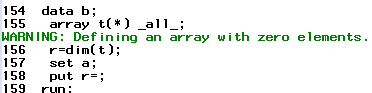 154  data b;
155   array t(*) _all_;
WARNING: Defining an array with zero elements.
156   r=dim(t);
157   set a;
158   put r=;
159  run;